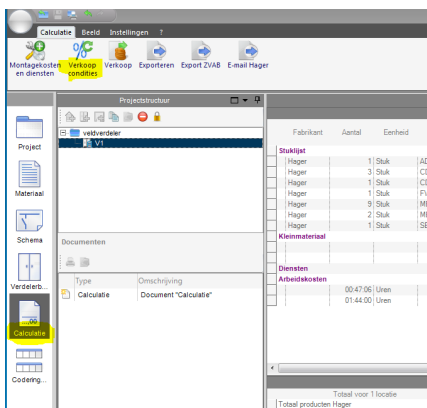 Calculatie Beeld Instellingen ?
Montagekosten en diensten
Verkoop condities
Verkoop
Exporteren
Export ZVAB
E-mail Hager
Projectstructuur
veldverdeler
V1
Project
Materiaal
Schema
Verdelerb...
Calculatie
Codering...
Documenten
Type Omschrijving
Calculatie Document "Calculatie"
Fabrikant Aantal Eenheid
Stuklijst
Hager 1 Stuk
Hager 3 Stuk
Hager 1 Stuk
Hager 1 Stuk
Hager 9 Stuk
Hager 2 Stuk
Hager 1 Stuk
Kleinmateriaal
Diensten
Arbeidskosten
00:47:06 Uren
01:44:00 Uren
Totaal voor 1 locatie
Totaal producten Hager